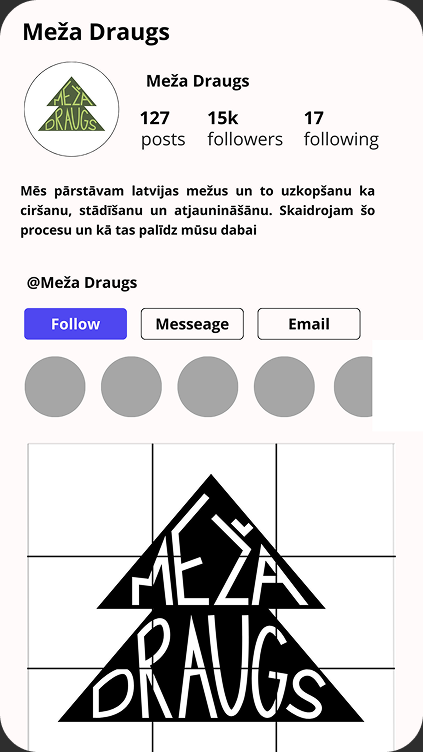 Meža Draugs
MEŽA
DRAUGS
Meža Draugs
127 15k 17
posts followers following
Mēs pārstāvam latvijas mežus un to uzkopšanu ka
ciršanu, stādīšanu un atjaunināšānu. Skaidrojam šo
procesu un kā tas palīdz mūsu dabai
@Meža Draugs
Follow Messeage Email
MEŽA
DRAUGS